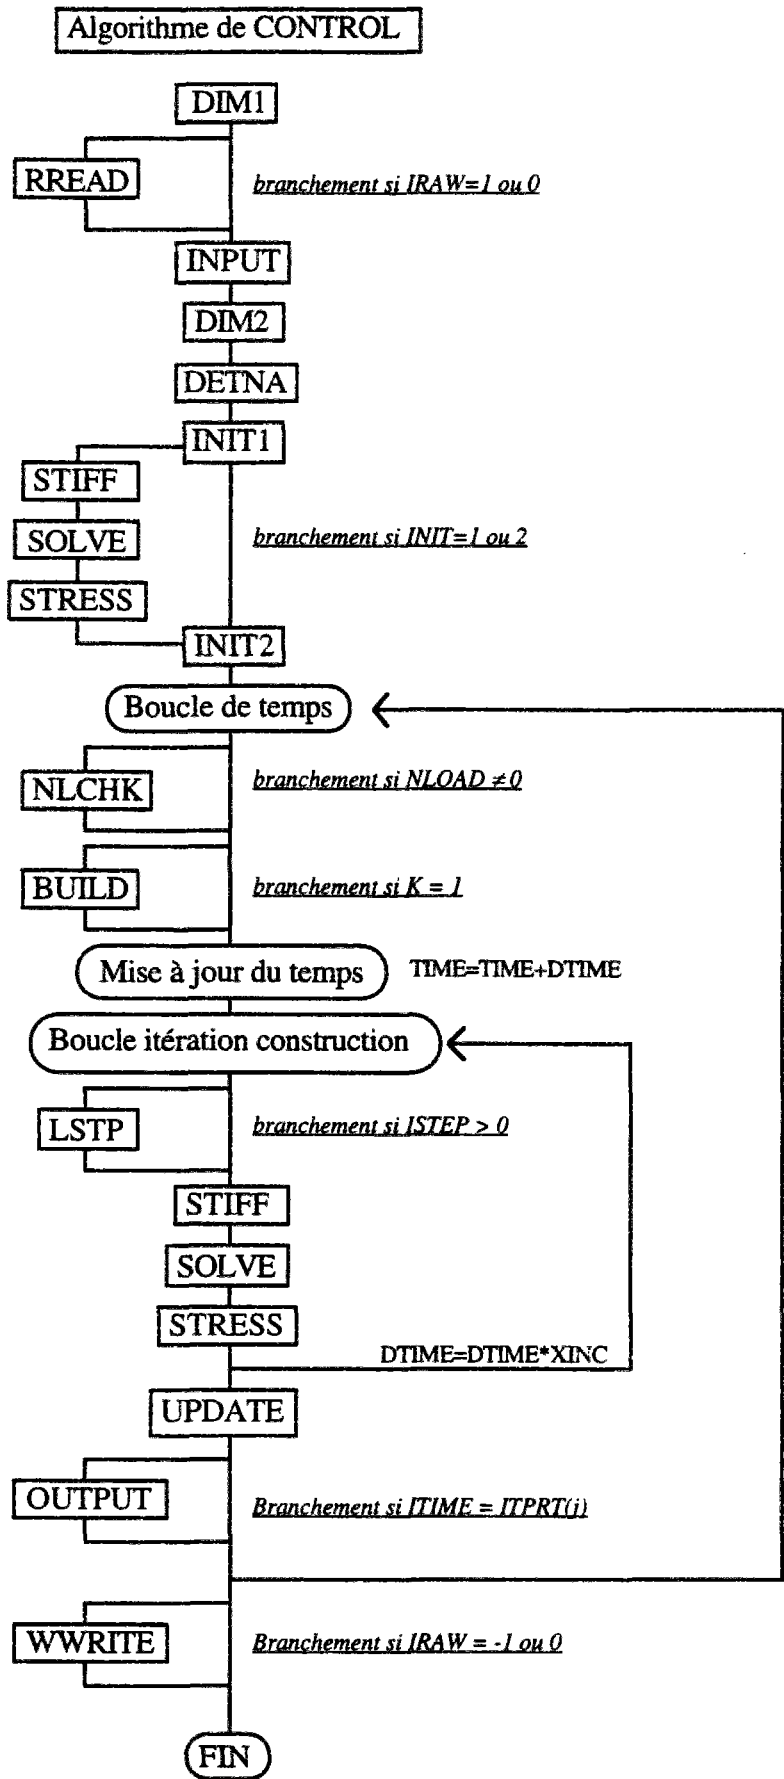 Algorithme de CONTROL
DIM1
RREAD
branchement si IRAW=1 ou 0
INPUT
DIM2
DETNA
INIT1
STIFF
SOLVE
branchement si INIT=1 ou 2
STRESS
INIT2
Boucle de temps
NLCHK
branchement si NLOAD ≠ 0
BUILD
branchement si K = 1
Mise à jour du temps
TIME=TIME+DTIME
Boucle itération construction
LSTP
branchement si ISTEP > 0
STIFF
SOLVE
STRESS
DTIME=DTIME*XINC
UPDATE
OUTPUT
Branchement si ITIME = ITPRT(j)
WWRITE
Branchement si IRAW = -1 ou 0
FIN